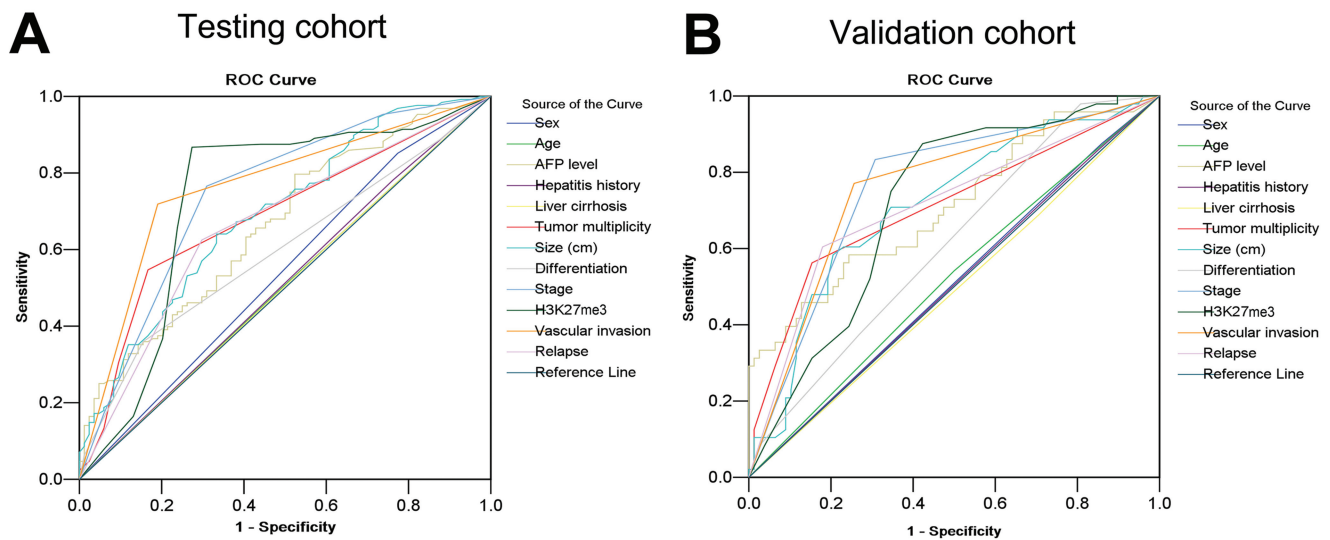 A
Testing cohort
ROC Curve
Sensitivity
1.0
0.8
0.6
0.4
0.2
0.0
0.0 0.2 0.4 0.6 0.8 1.0
1 - Specificity
Source of the Curve
Sex
Age
AFP level
Hepatitis history
Liver cirrhosis
Tumor multiplicity
Size (cm)
Differentiation
Stage
H3K27me3
Vascular invasion
Relapse
Reference Line
B
Validation cohort
ROC Curve
Sensitivity
1.0
0.8
0.6
0.4
0.2
0.0
0.0 0.2 0.4 0.6 0.8 1.0
1 - Specificity
Source of the Curve
Sex
Age
AFP level
Hepatitis history
Liver cirrhosis
Tumor multiplicity
Size (cm)
Differentiation
Stage
H3K27me3
Vascular invasion
Relapse
Reference Line